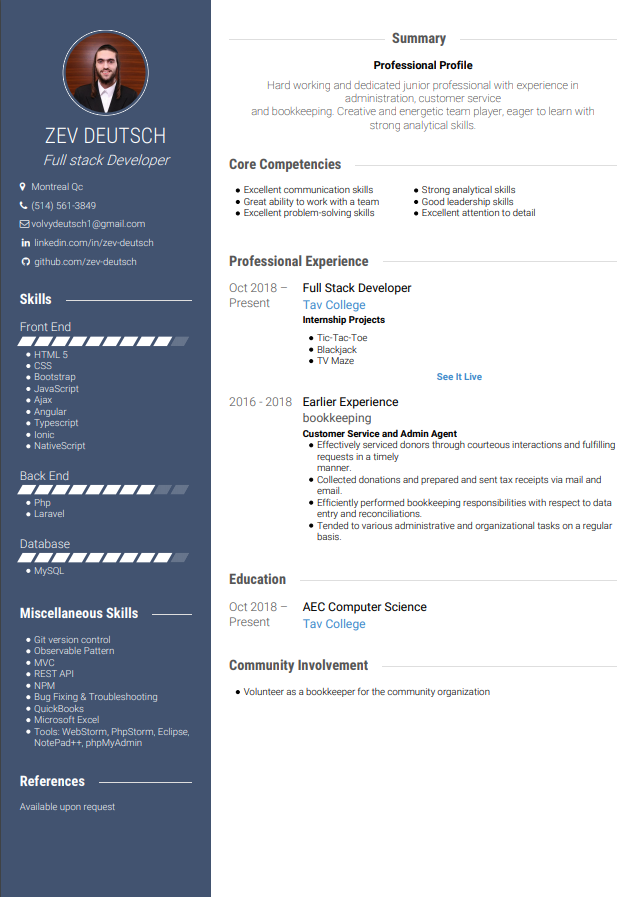 ZEV DEUTSCH
Full stack Developer
Montreal Qc
(514) 561-3849
volvydeutsch1@gmail.com
linkedin.com/in/zev-deutsch
github.com/zev-deutsch
Skills
Front End
HTML 5
CSS
Bootstrap
JavaScript
Ajax
Angular
Typescript
Ionic
NativeScript
Back End
Php
Laravel
Database
MySQL
Miscellaneous Skills
Git version control
Observable Pattern
MVC
REST API
NPM
Bug Fixing & Troubleshooting
QuickBooks
Microsoft Excel
Tools: WebStorm, PhpStorm, Eclipse,
NotePad++, phpMyAdmin
References
Available upon request
Summary
Professional Profile
Hard working and dedicated junior professional with experience in
administration, customer service
and bookkeeping. Creative and energetic team player, eager to learn with
strong analytical skills.
Core Competencies
Excellent communication skills
Great ability to work with a team
Excellent problem-solving skills
Strong analytical skills
Good leadership skills
Excellent attention to detail
Professional Experience
Oct 2018 –
Present
Full Stack Developer
Tav College
Internship Projects
Tic-Tac-Toe
Blackjack
TV Maze
See It Live
2016 - 2018
Earlier Experience
bookkeeping
Customer Service and Admin Agent
Effectively serviced donors through courteous interactions and fulfilling
requests in a timely
manner.
Collected donations and prepared and sent tax receipts via mail and
email.
Efficiently performed bookkeeping responsibilities with respect to data
entry and reconciliations.
Tended to various administrative and organizational tasks on a regular
basis.
Education
Oct 2018 –
Present
AEC Computer Science
Tav College
Community Involvement
Volunteer as a bookkeeper for the community organization